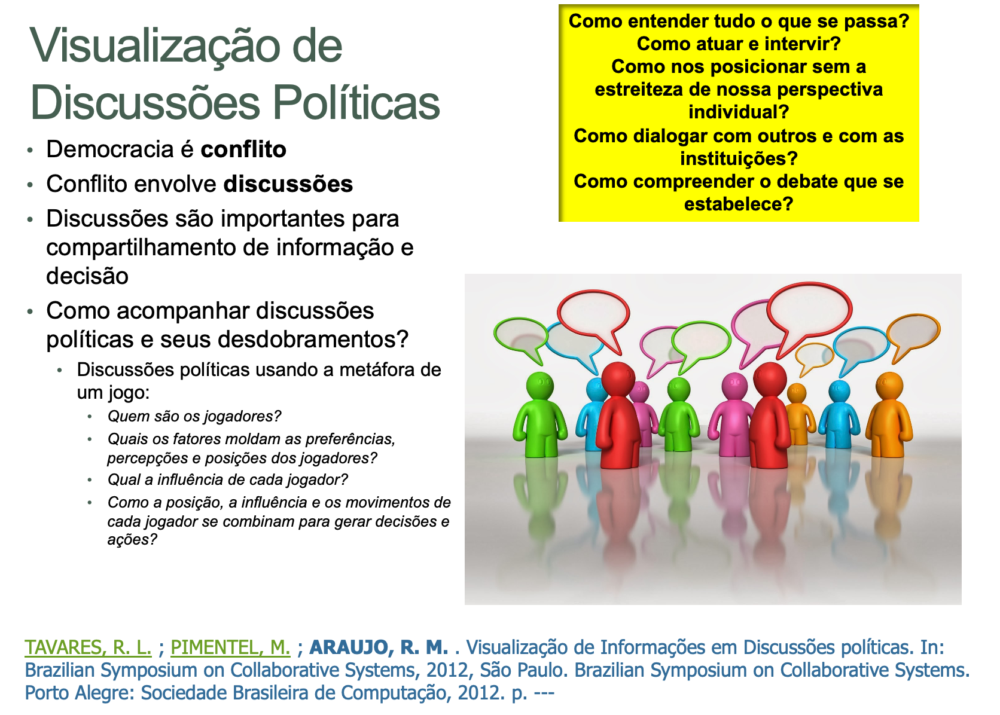 Visualização de
Discussões Políticas
• Democracia é conflito
• Conflito envolve discussões
• Discussões são importantes para
compartilhamento de informação e
decisão
• Como acompanhar discussões
políticas e seus desdobramentos?
• Discussões políticas usando a metáfora de
um jogo:
• Quem são os jogadores?
• Quais os fatores moldam as preferências,
percepções e posições dos jogadores?
• Qual a influência de cada jogador?
• Como a posição, a influência e os movimentos de
cada jogador se combinam para gerar decisões e
ações?
Como entender tudo o que se passa?
Como atuar e intervir?
Como nos posicionar sem a
estreiteza de nossa perspectiva
individual?
Como dialogar com outros e com as
instituições?
Como compreender o debate que se
estabelece?
TAVARES, R. L. ; PIMENTEL, M. ; ARAUJO, R. M. . Visualização de Informações em Discussões políticas. In:
Brazilian Symposium on Collaborative Systems, 2012, São Paulo. Brazilian Symposium on Collaborative Systems.
Porto Alegre: Sociedade Brasileira de Computação, 2012. p. ---